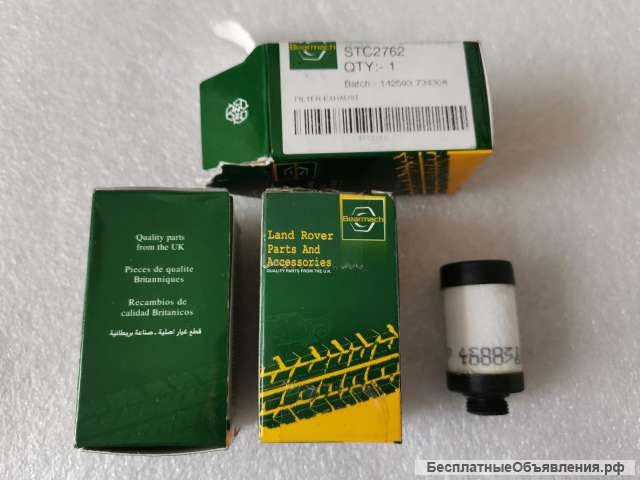 Bearmach
STC2762
QTY:- 1
Batch - 142593 734308
FILTER EXHAUST
Quality parts
from the UK
Pieces de qualite
Britanniques
Recambios de
calidad Britanicos
قطع غيار اصلية - صناعة بريطانية
Bearmach
Land Rover
Parts And
Accessories
QUALITY PARTS FROM THE U.K.
БесплатныеОбъявления.рф